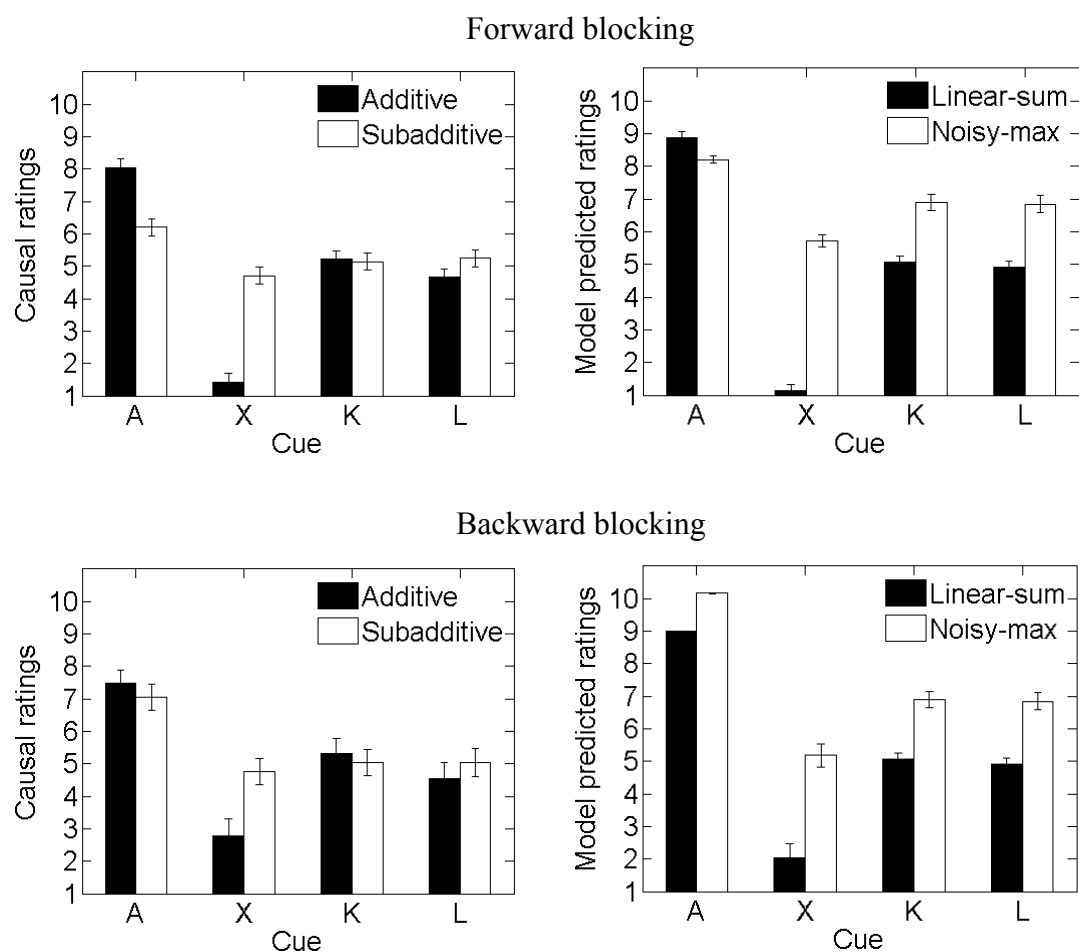 Forward blocking
Causal ratings
10
9
8
7
6
5
4
3
2
1
Additive
Subadditive
A X K L
Cue
Model predicted ratings
10
9
8
7
6
5
4
3
2
1
Linear-sum
Noisy-max
A X K L
Cue
Backward blocking
Causal ratings
10
9
8
7
6
5
4
3
2
1
Additive
Subadditive
A X K L
Cue
Model predicted ratings
10
9
8
7
6
5
4
3
2
1
Linear-sum
Noisy-max
A X K L
Cue